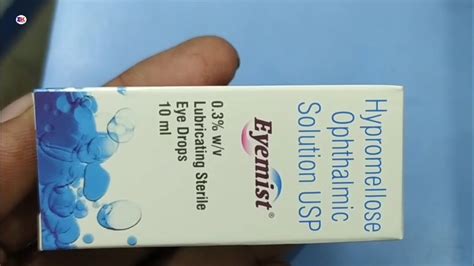 Hypromellose
Ophthalmic
Solution USP
Eyemist®
0.3% w/v
Lubricating Sterile
Eye Drops
10 ml